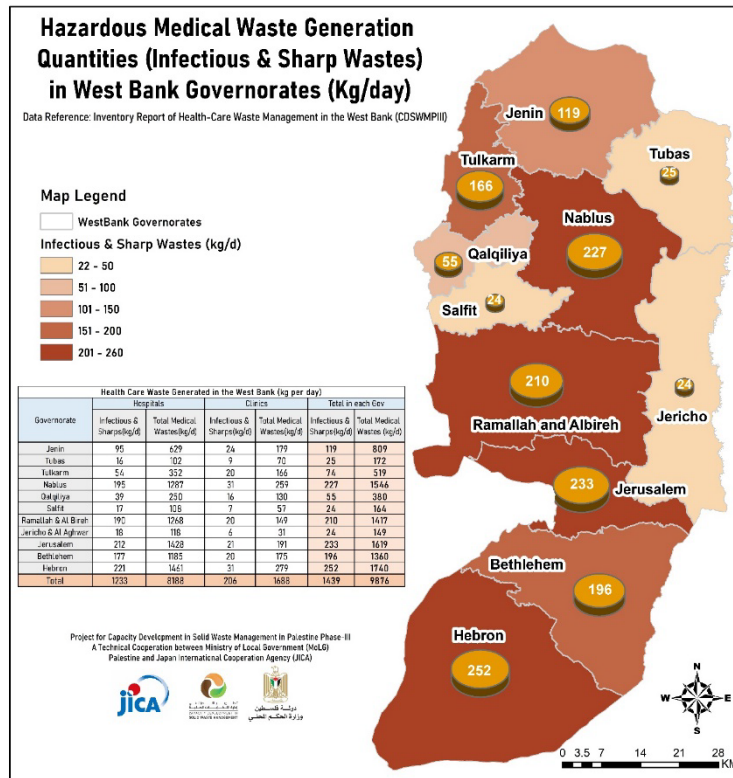 Hazardous Medical Waste Generation
Quantities (Infectious & Sharp Wastes)
in West Bank Governorates (Kg/day)
Data Reference: Inventory Report of Health-Care Waste Management in the West Bank (CDSWMPIII)
Map Legend
WestBank Governorates
Infectious & Sharp Wastes (kg/d)
22 - 50
51 - 100
101 - 150
151 - 200
201 - 260
Jenin
119
Tubas
25
Tulkarm
166
Nablus
227
Qalqiliya
55
Salfit
24
210
Ramallah and Albireh
24
Jericho
233
Jerusalem
Bethlehem
196
Hebron
252
Health Care Waste Generated in the West Bank (kg per day)
Governorate Hospitals Clinics Total in each Gov
Infectious & Sharps(kg/d) Total Medical Wastes(kg/d) Infectious & Sharps(kg/d) Total Medical Wastes(kg/d) Infectious & Sharps(kg/d) Total Medical Wastes(kg/d)
Jenin 95 629 24 179 119 809
Tubas 16 102 9 70 25 172
Tulkarm 54 352 20 166 74 519
Nablus 195 1287 31 259 227 1546
Qalqiliya 39 250 16 130 55 380
Salfit 17 108 7 57 24 164
Ramallah & Al Bireh 190 1268 20 149 210 1417
Jericho & Al Aghwar 18 118 6 31 24 149
Jerusalem 212 1428 21 191 233 1619
Bethlehem 177 1185 20 175 196 1360
Hebron 221 1461 31 279 252 1740
Total 1233 8188 206 1688 1439 9876
Project for Capacity Development in Solid Waste Management in Palestine Phase-III
A Technical Cooperation between Ministry of Local Government (MoLG)
Palestine and Japan International Cooperation Agency (JICA)
jICA
SOLID WASTE MANAGEMENT
دولـة فلسطين
وزارة الحكم المحلي
N
W E
S
0 3.5 7 14 21 28
KM